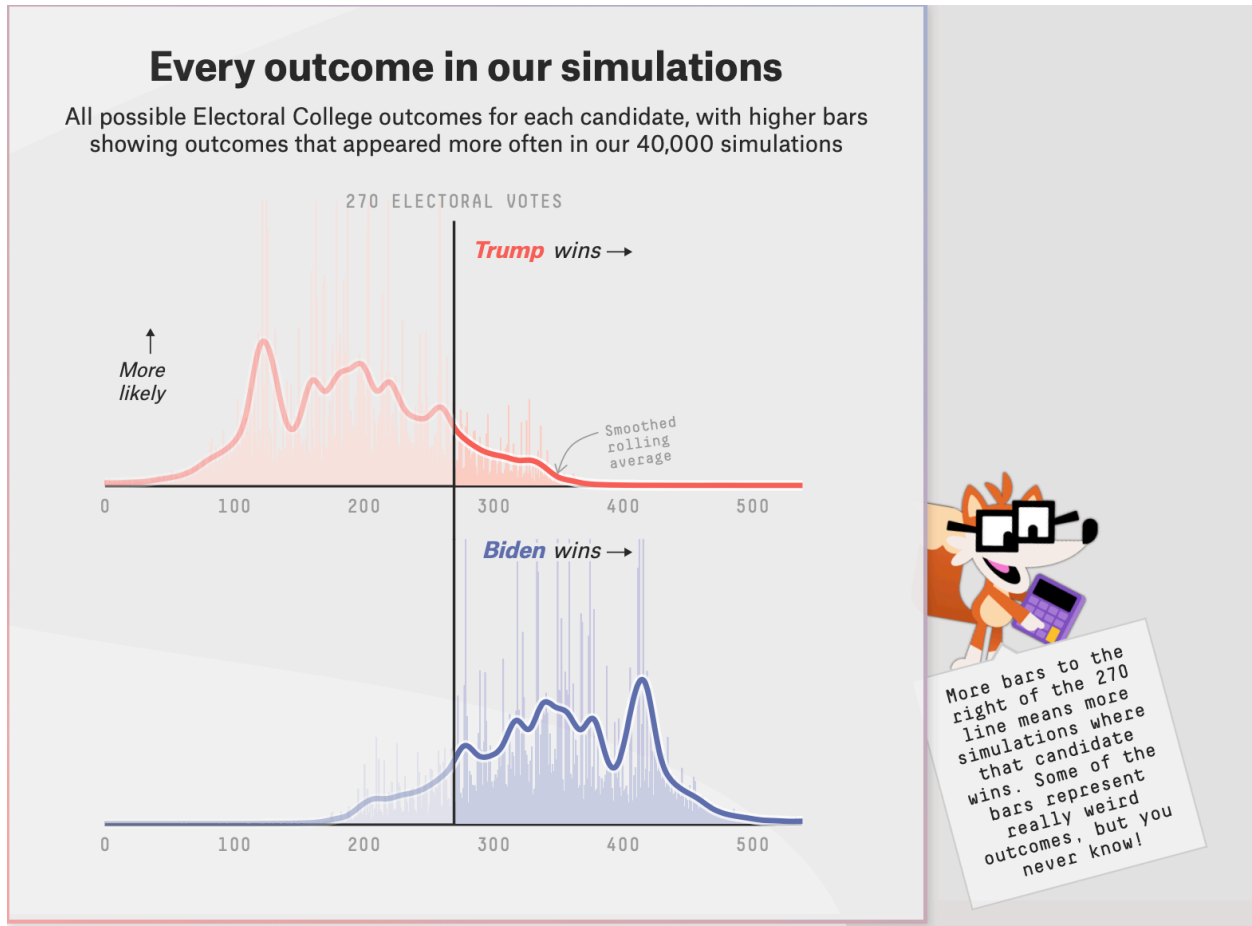 Every outcome in our simulations
All possible Electoral College outcomes for each candidate, with higher bars
showing outcomes that appeared more often in our 40,000 simulations
270 ELECTORAL VOTES
Trump wins →
↑
More
likely
Smoothed
rolling
average
0 100 200 300 400 500
Biden wins →
0 100 200 300 400 500
More bars to the
right of the 270
line means more
simulations where
that candidate
wins. Some of the
bars represent
really weird
outcomes, but you
never know!